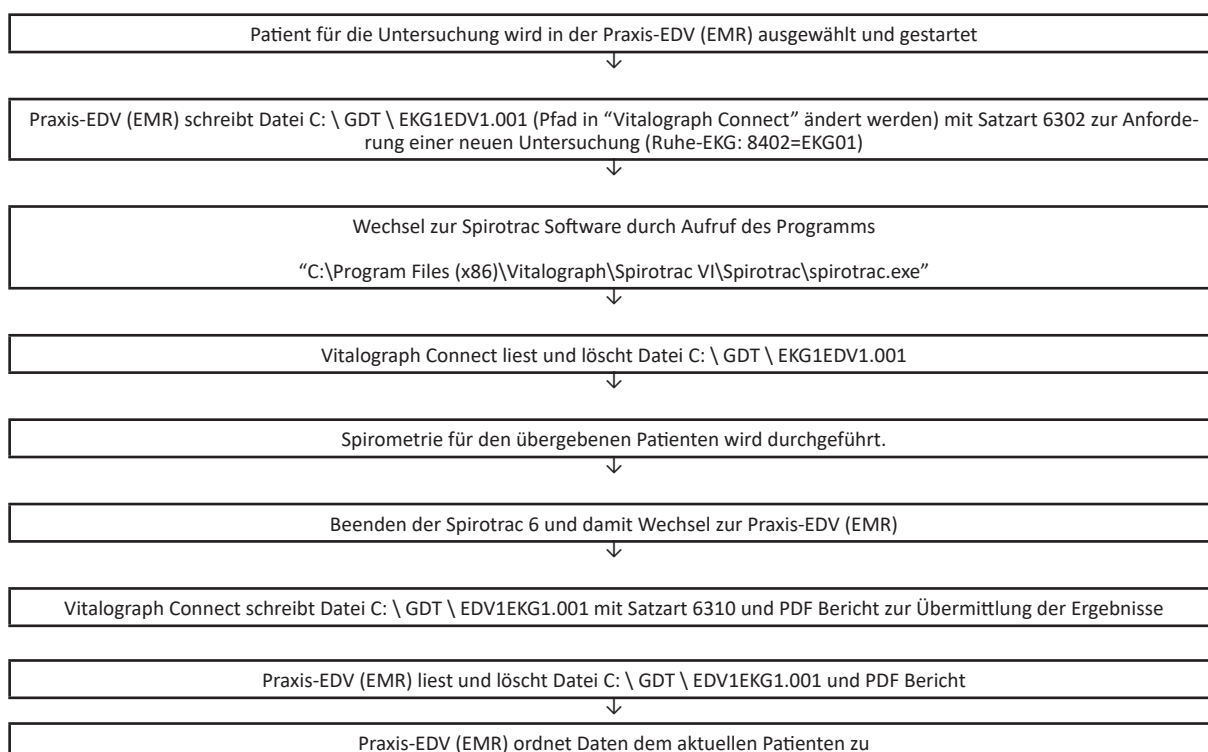 Patient für die Untersuchung wird in der Praxis-EDV (EMR) ausgewählt und gestartet
↓
Praxis-EDV (EMR) schreibt Datei C: \ GDT \ EKG1EDV1.001 (Pfad in “Vitalograph Connect” ändert werden) mit Satzart 6302 zur Anforde-
rung einer neuen Untersuchung (Ruhe-EKG: 8402=EKG01)
↓
Wechsel zur Spirotrac Software durch Aufruf des Programms
“C:\Program Files (x86)\Vitalograph\Spirotrac VI\Spirotrac\spirotrac.exe”
↓
Vitalograph Connect liest und löscht Datei C: \ GDT \ EKG1EDV1.001
↓
Spirometrie für den übergebenen Patienten wird durchgeführt.
↓
Beenden der Spirotrac 6 und damit Wechsel zur Praxis-EDV (EMR)
↓
Vitalograph Connect schreibt Datei C: \ GDT \ EDV1EKG1.001 mit Satzart 6310 und PDF Bericht zur Übermittlung der Ergebnisse
Praxis-EDV (EMR) liest und löscht Datei C: \ GDT \ EDV1EKG1.001 und PDF Bericht
↓
Praxis-EDV (EMR) ordnet Daten dem aktuellen Patienten zu